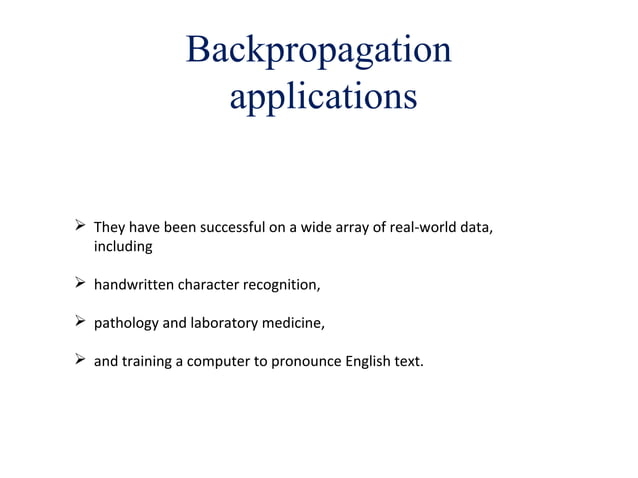 Backpropagation
applications
➢ They have been successful on a wide array of real-world data,
including
➢ handwritten character recognition,
➢ pathology and laboratory medicine,
➢ and training a computer to pronounce English text.